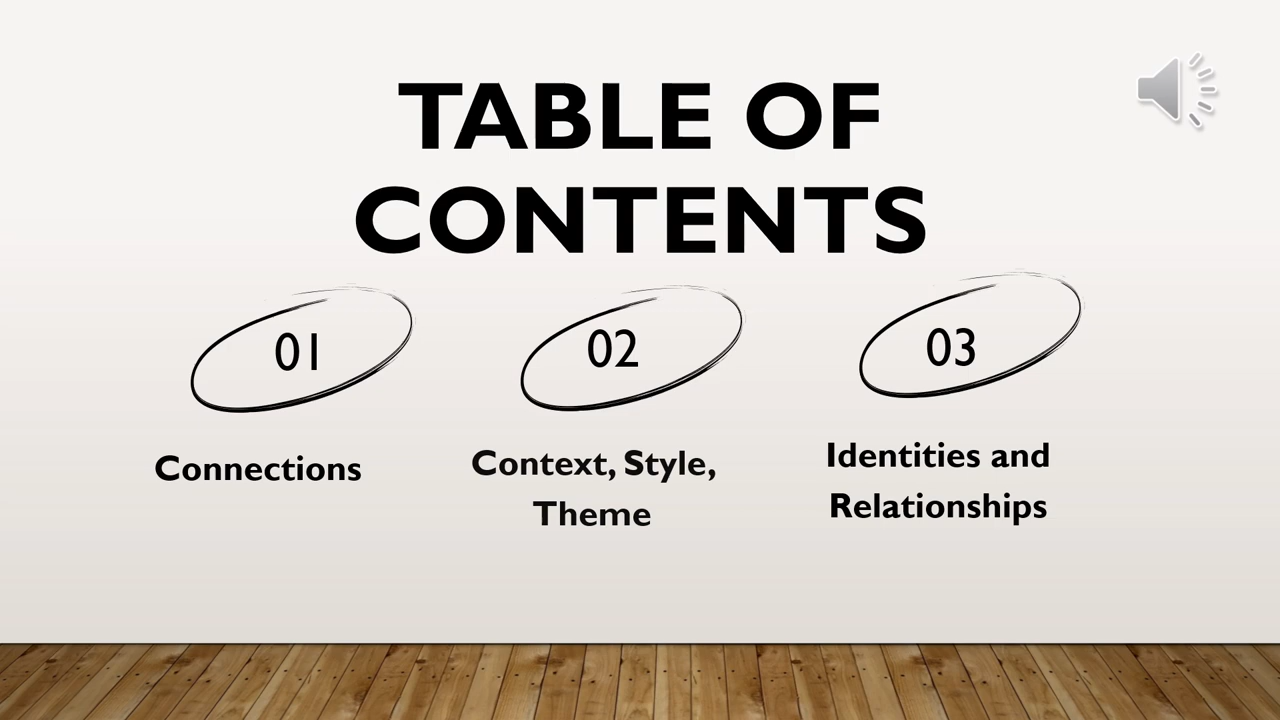 TABLE OF
CONTENTS
01
02
03
Connections
Context, Style,
Theme
Identities and
Relationships